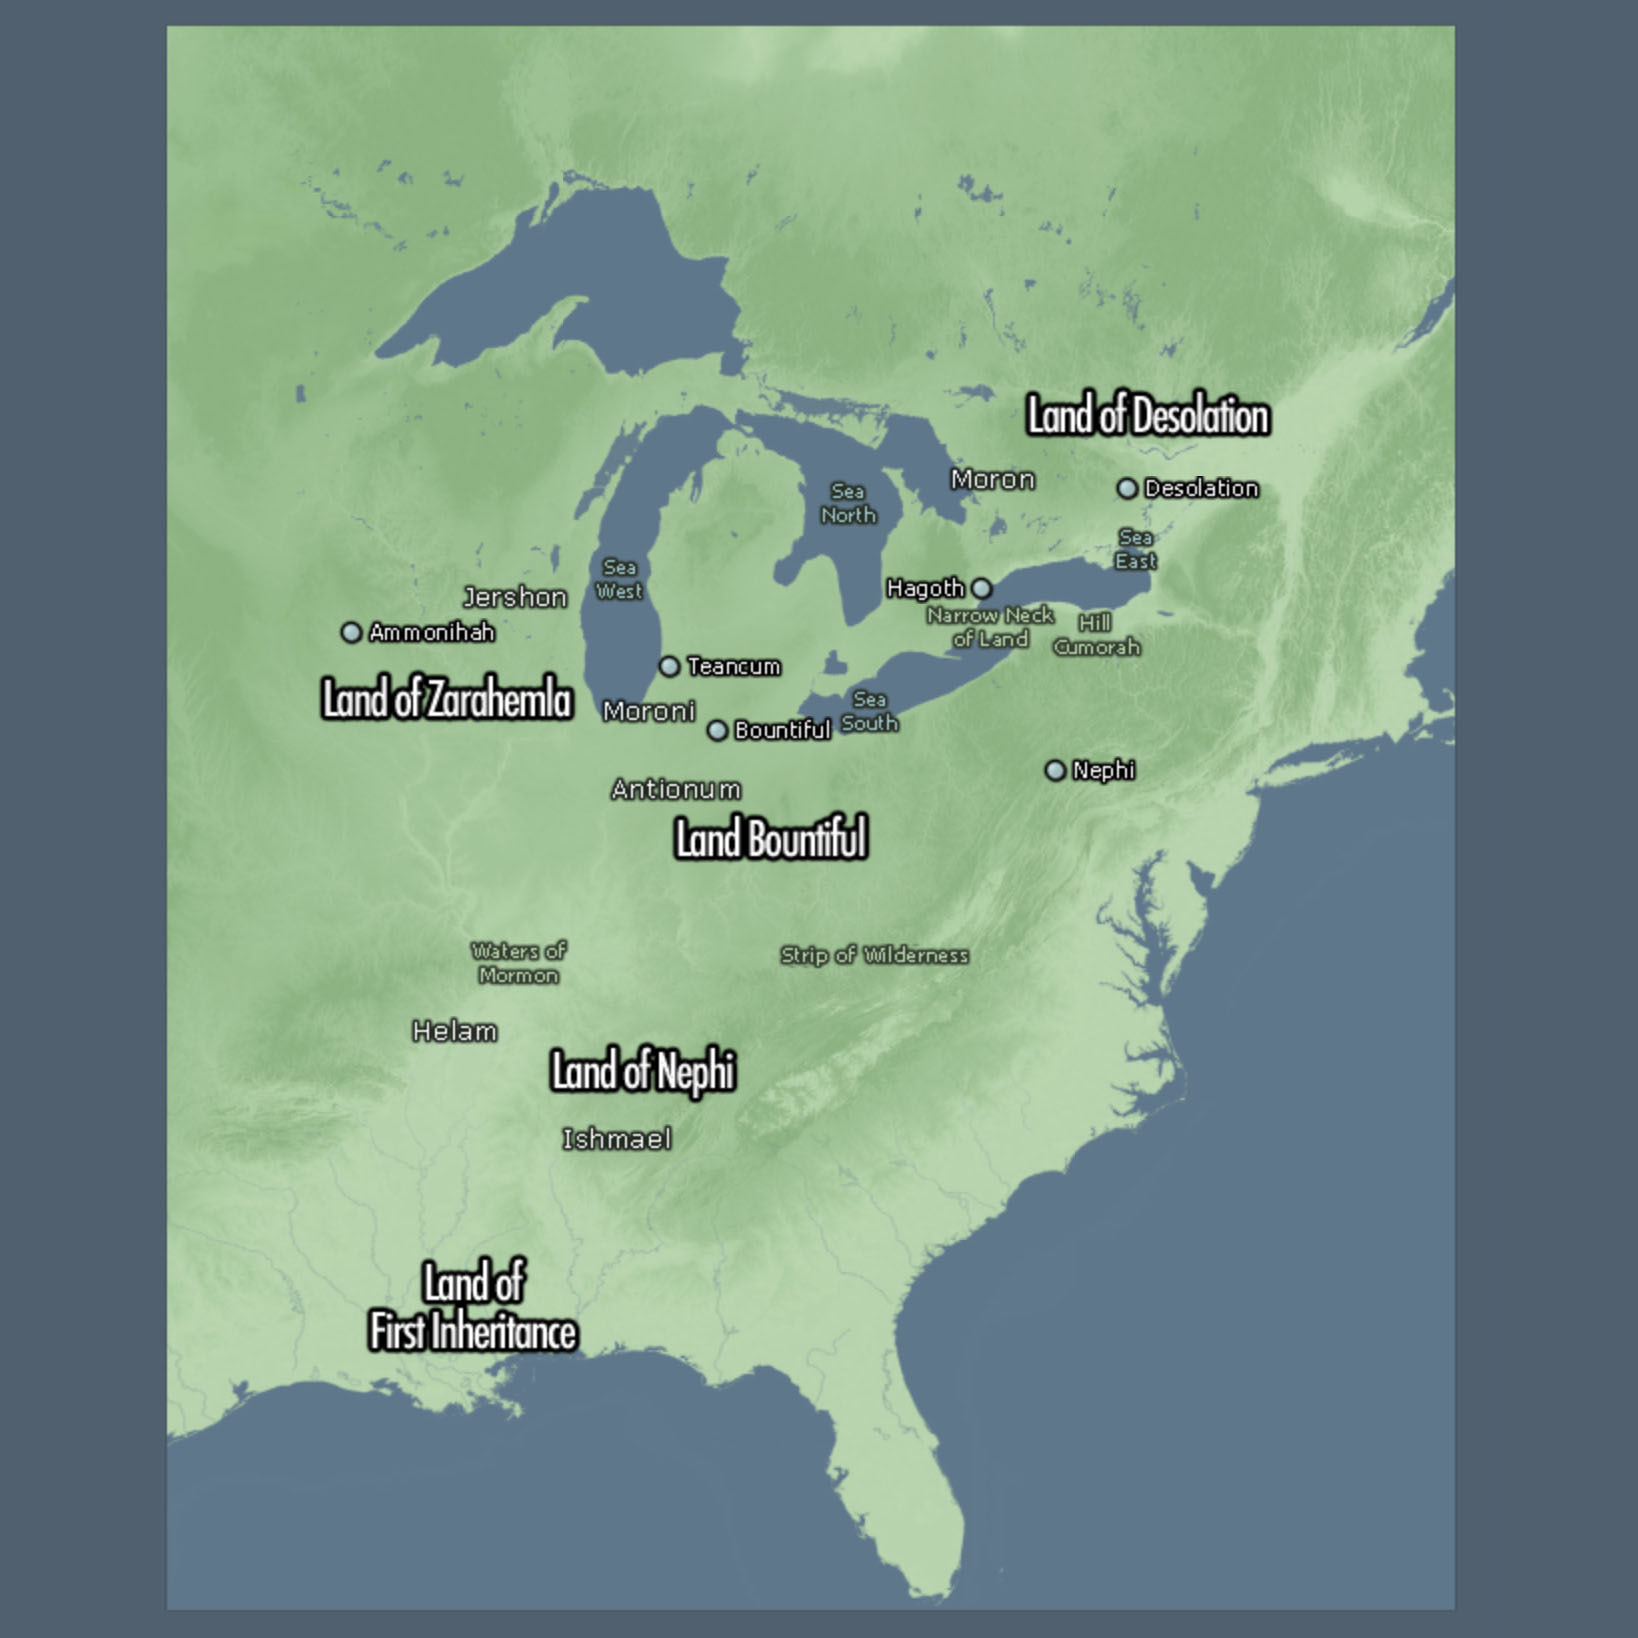 Land of Desolation
Moron
Desolation
Sea
North
Sea
East
Sea
West
Jershon
Hagoth
Narrow Neck
of Land
Hill
Cumorah
Ammonihah
Teancum
Land of Zarahemla
Moroni
Sea
South
Bountiful
Nephi
Antionum
Land Bountiful
Waters of
Mormon
Strip of Wilderness
Helam
Land of Nephi
Ishmael
Land of
First Inheritance